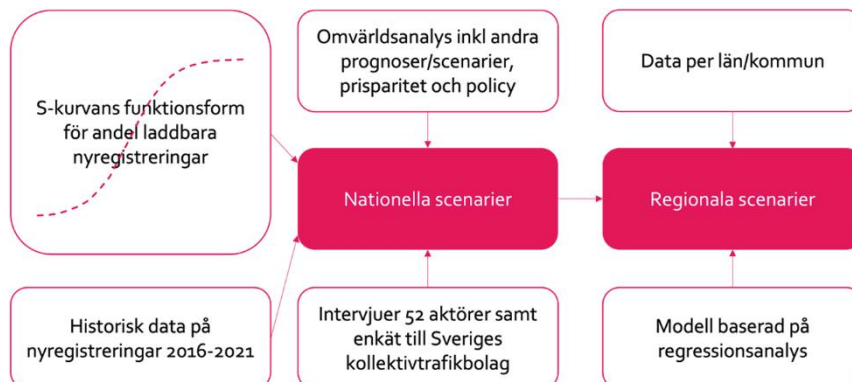 S-kurvans funktionsform
för andel laddbara
nyregistreringar
Omvärldsanalys inkl andra
prognoser/scenarier,
prisparitet och policy
Data per län/kommun
Nationella scenarier
Regionala scenarier
Historisk data på
nyregistreringar 2016-2021
Intervjuer 52 aktörer samt
enkät till Sveriges
kollektivtrafikbolag
Modell baserad på
regressionsanalys